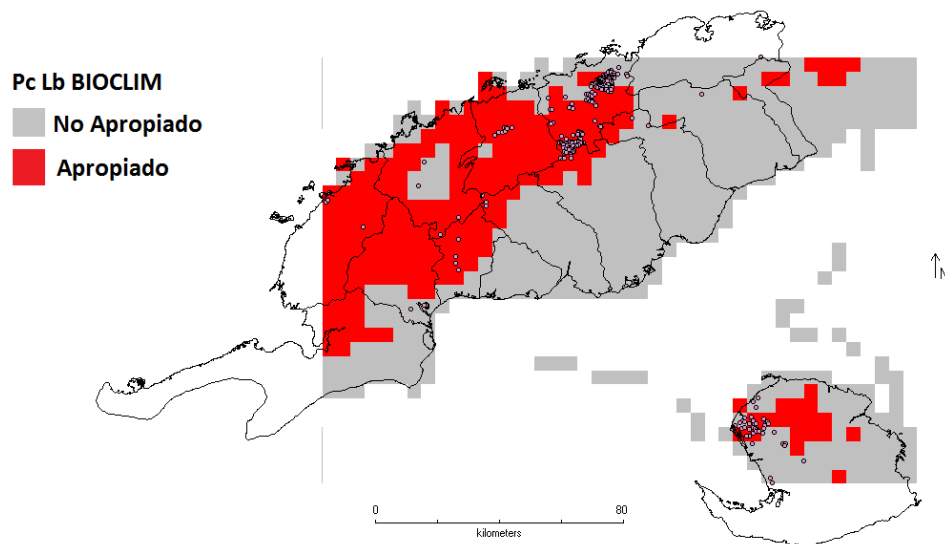 Pc Lb BIOCLIM
No Apropiado
Apropiado
N
0 80
kilometers